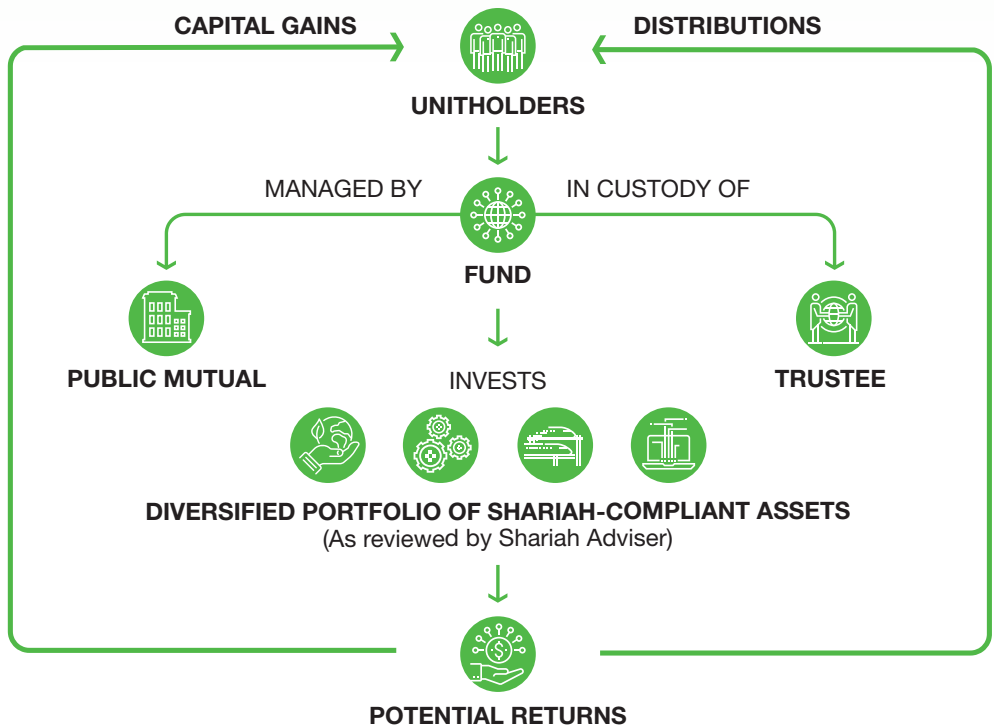 CAPITAL GAINS
DISTRIBUTIONS
UNITHOLDERS
MANAGED BY
IN CUSTODY OF
FUND
PUBLIC MUTUAL
TRUSTEE
INVESTS
DIVERSIFIED PORTFOLIO OF SHARIAH-COMPLIANT ASSETS
(As reviewed by Shariah Adviser)
$
POTENTIAL RETURNS